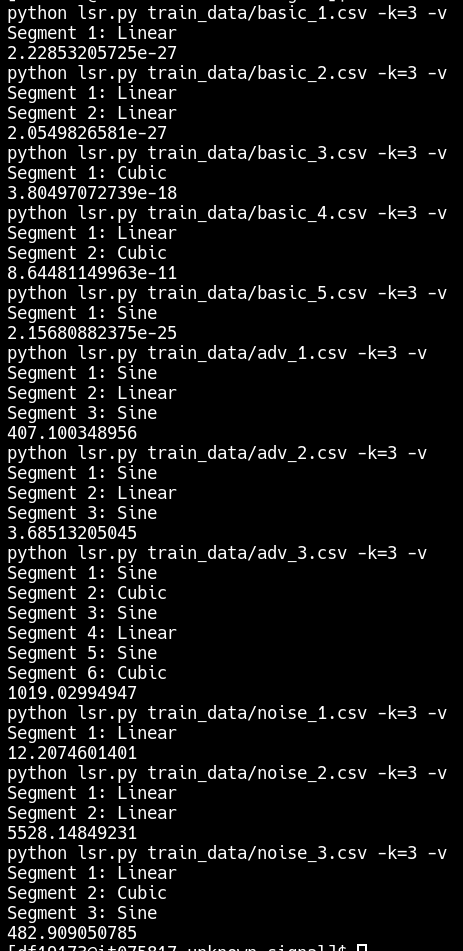 python lsr.py train_data/basic_1.csv -k=3 -v
Segment 1: Linear
2.22853205725e-27
python lsr.py train_data/basic_2.csv -k=3 -v
Segment 1: Linear
Segment 2: Linear
2.0549826581e-27
python lsr.py train_data/basic_3.csv -k=3 -v
Segment 1: Cubic
3.80497072739e-18
python lsr.py train_data/basic_4.csv -k=3 -v
Segment 1: Linear
Segment 2: Cubic
8.64481149963e-11
python lsr.py train_data/basic_5.csv -k=3 -v
Segment 1: Sine
2.15680882375e-25
python lsr.py train_data/adv_1.csv -k=3 -v
Segment 1: Sine
Segment 2: Linear
Segment 3: Sine
407.100348956
python lsr.py train_data/adv_2.csv -k=3 -v
Segment 1: Sine
Segment 2: Linear
Segment 3: Sine
3.68513205045
python lsr.py train_data/adv_3.csv -k=3 -v
Segment 1: Sine
Segment 2: Cubic
Segment 3: Sine
Segment 4: Linear
Segment 5: Sine
Segment 6: Cubic
1019.02994947
python lsr.py train_data/noise_1.csv -k=3 -v
Segment 1: Linear
12.2074601401
python lsr.py train_data/noise_2.csv -k=3 -v
Segment 1: Linear
Segment 2: Linear
5528.14849231
python lsr.py train_data/noise_3.csv -k=3 -v
Segment 1: Linear
Segment 2: Cubic
Segment 3: Sine
482.909050785